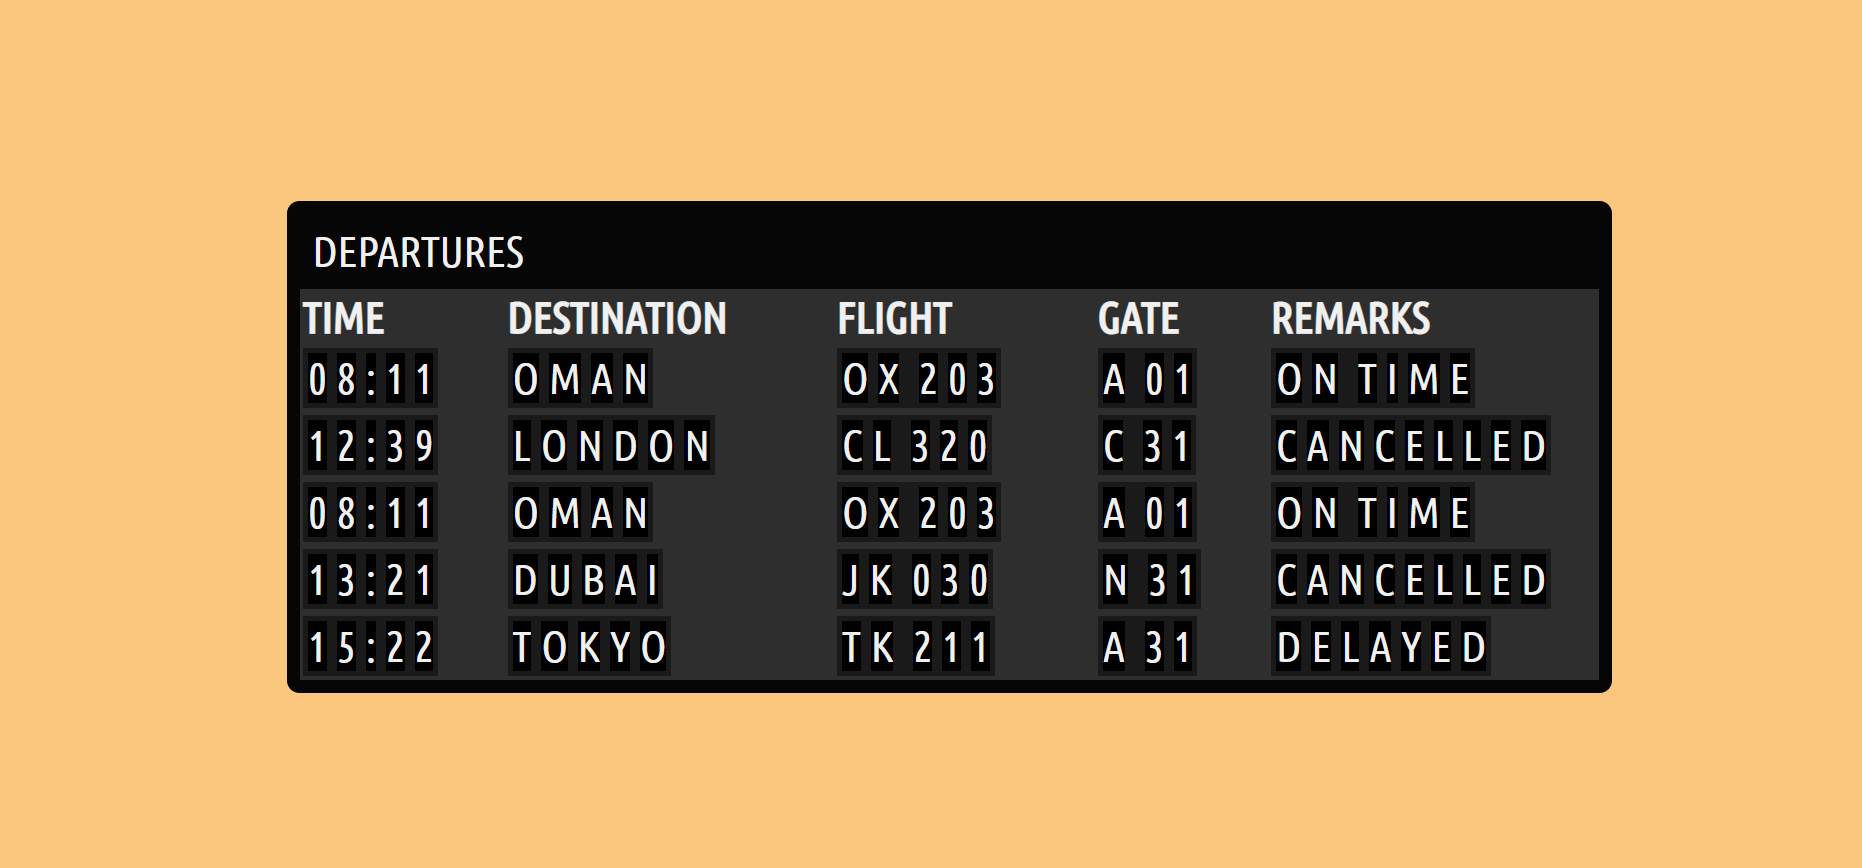 DEPARTURES
TIME DESTINATION FLIGHT GATE REMARKS
08:11 OMAN OX 203 A 01 ON TIME
12:39 LONDON CL 320 C 31 CANCELLED
08:11 OMAN OX 203 A 01 ON TIME
13:21 DUBAI JK 030 N 31 CANCELLED
15:22 TOKYO TK 211 A 31 DELAYED